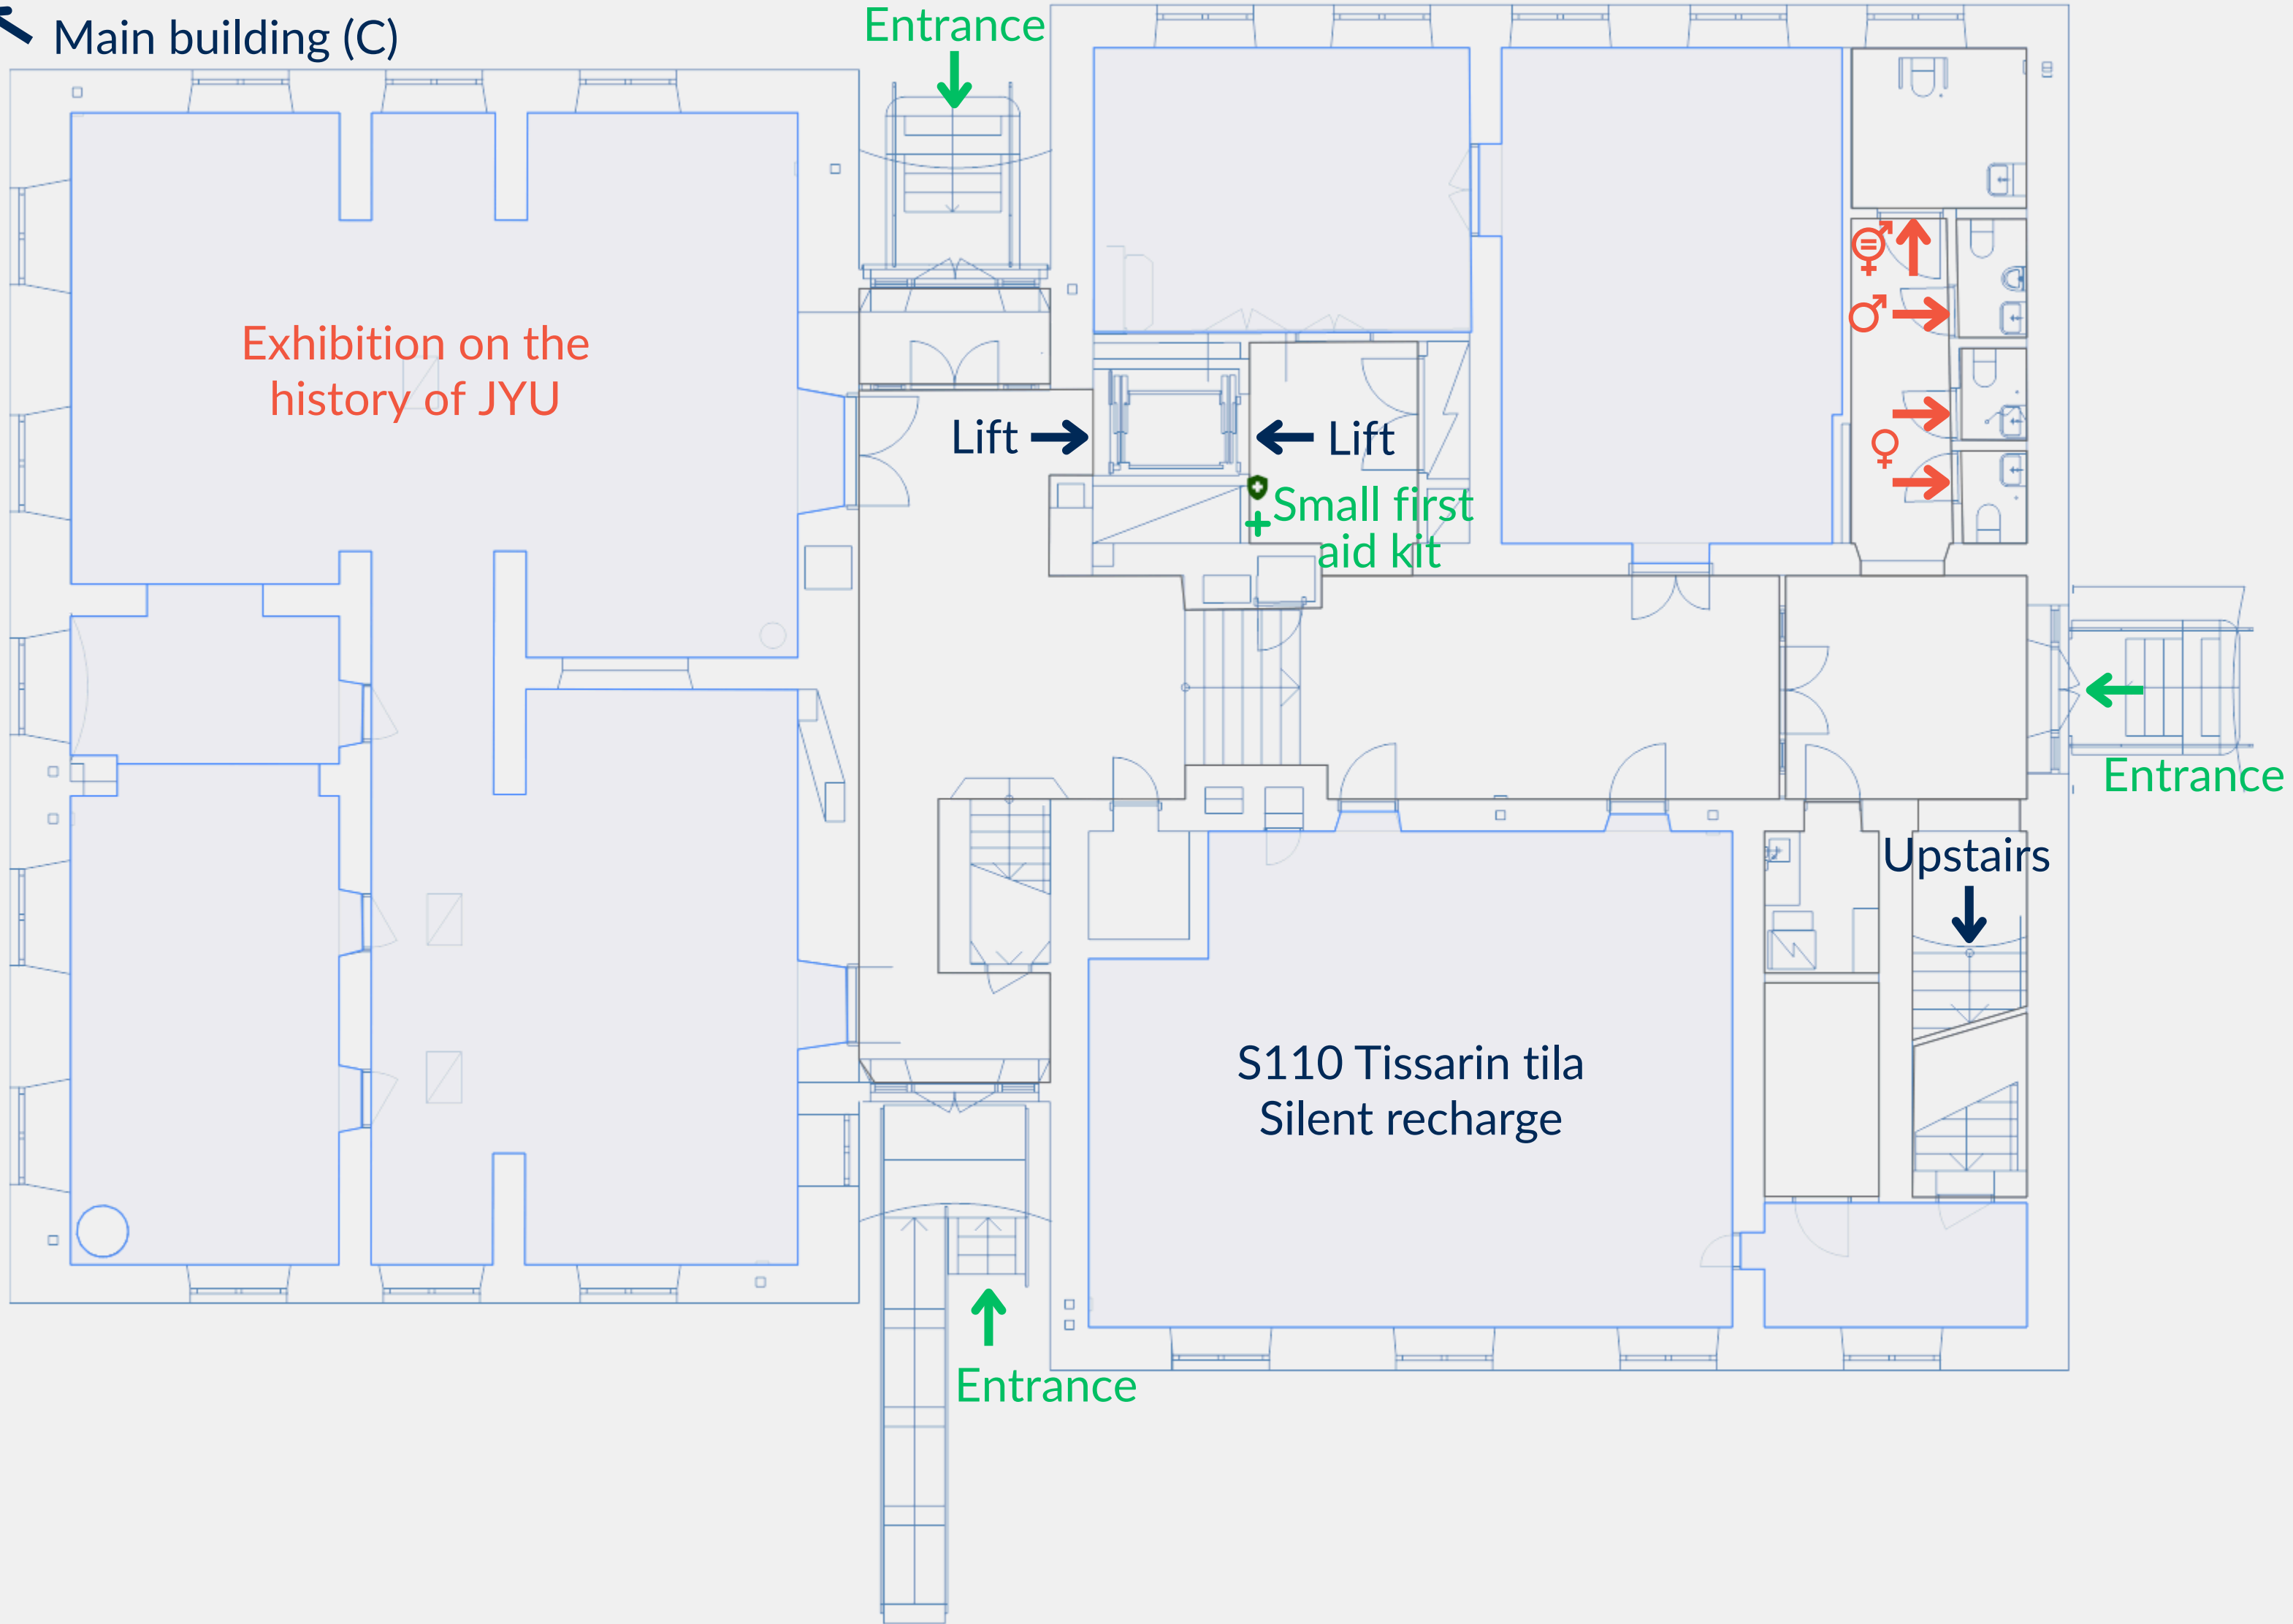 Main building (C)
Entrance
Exhibition on the
history of JYU
Lift
Lift
Small first
aid kit
Entrance
Upstairs
S110 Tissarin tila
Silent recharge
Entrance